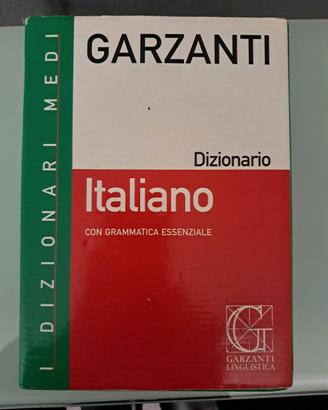 GARZANTI
I DIZIONARI MEDI
Dizionario
Italiano
CON GRAMMATICA ESSENZIALE
G
GARZANTI
LINGUISTICA